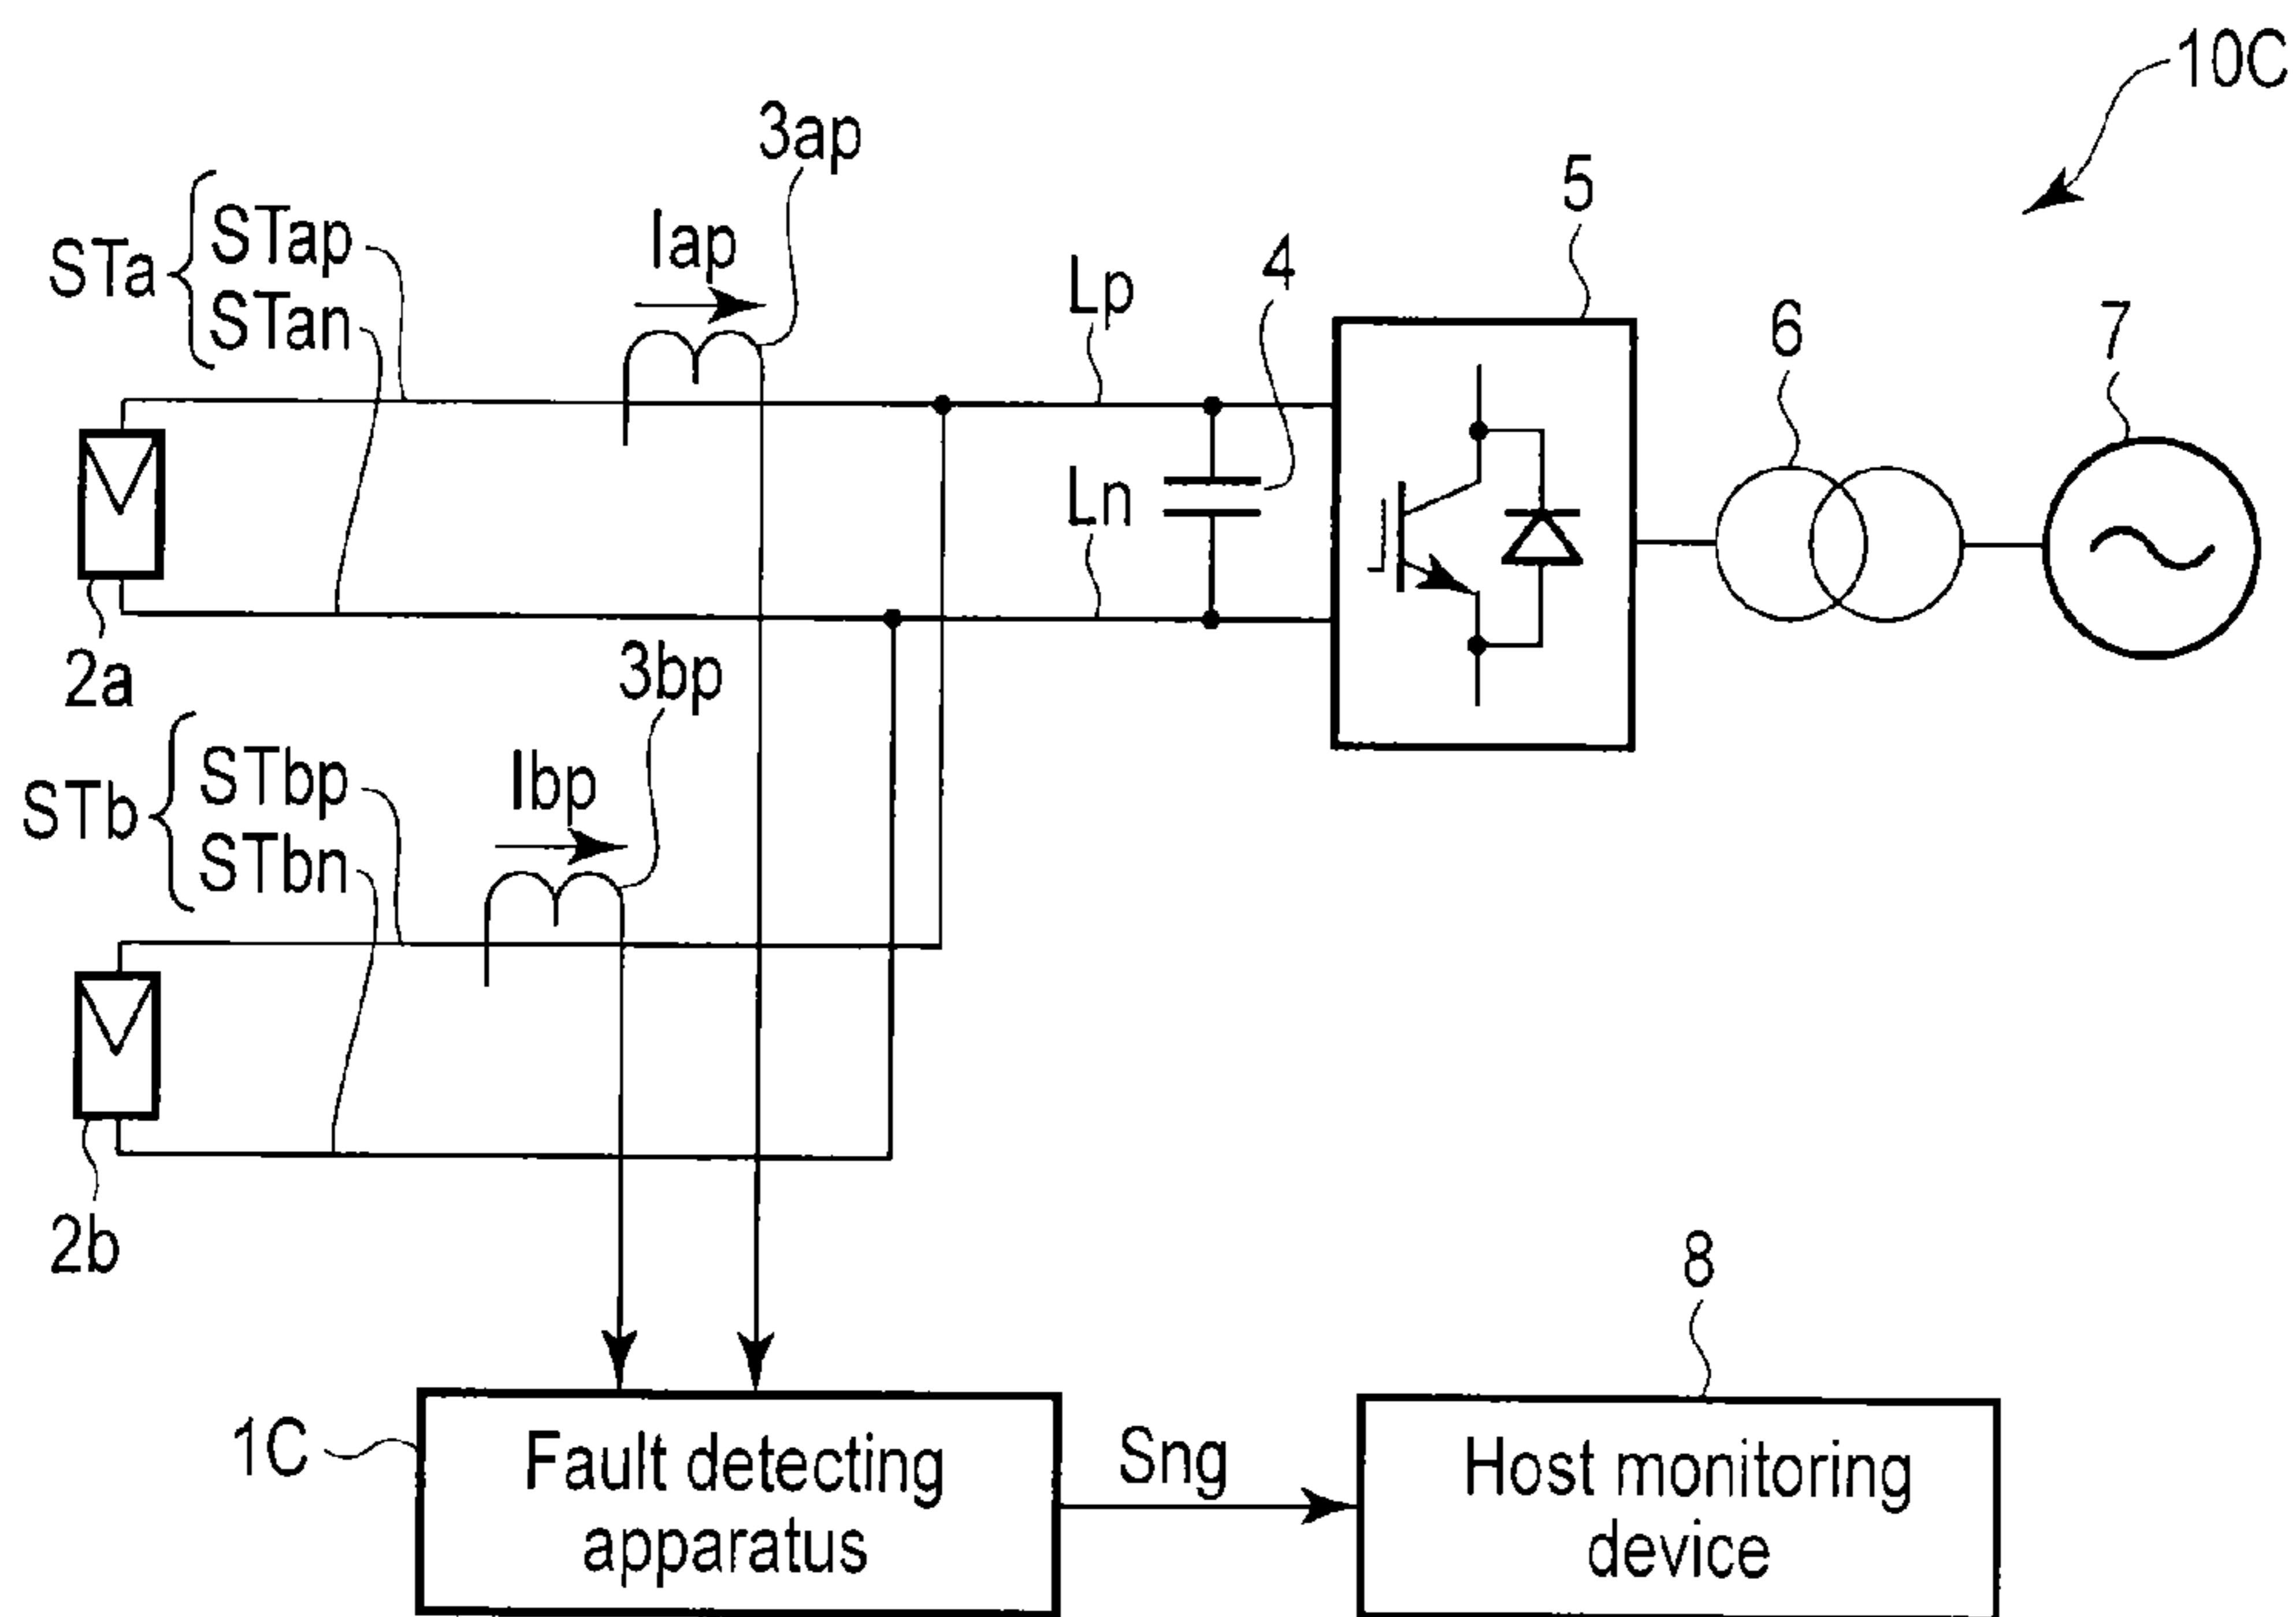 10C
3ap
5
STa
STap
Iap
4
STan
Lp
6
7
Ln
2a
3bp
STb
STbp
Ibp
STbn
2b
8
1C
Fault detecting
apparatus
Sng
Host monitoring
device